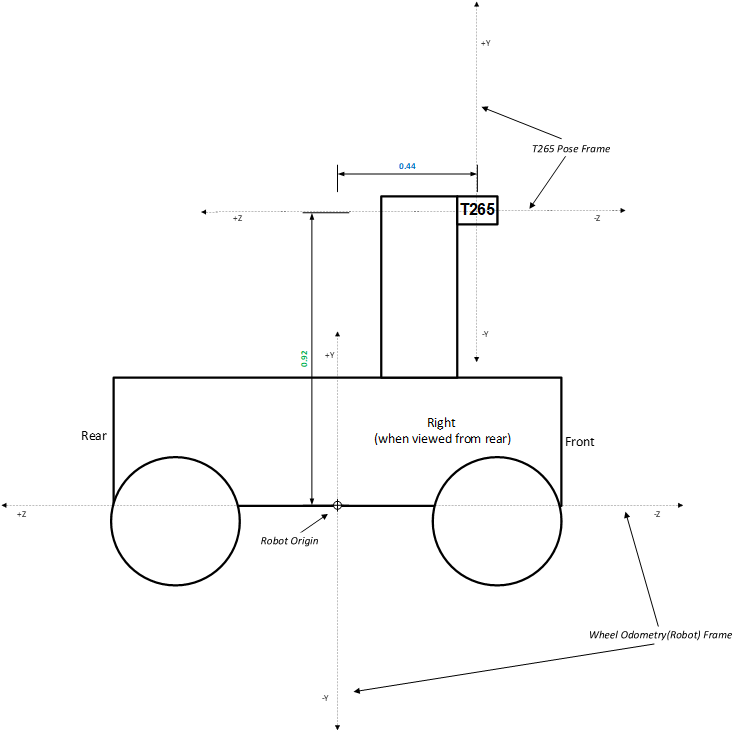 +Y
T265 Pose Frame
0.44
T265
+Z
-Z
-Y
+Y
0.92
Right
(when viewed from rear)
Rear
Front
+Z
-Z
Robot Origin
Wheel Odometry(Robot) Frame
-Y